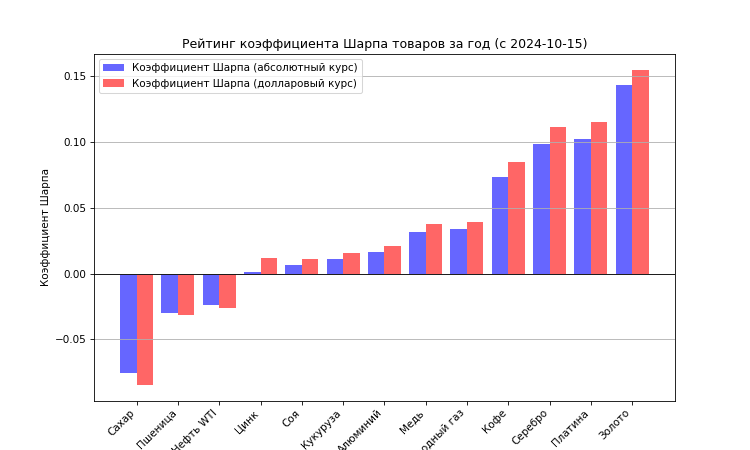 Рейтинг коэффициента Шарпа товаров за год (с 2024-10-15)
Коэффициент Шарпа (абсолютный курс)
Коэффициент Шарпа (долларовый курс)
Коэффициент Шарпа
0.15
0.10
0.05
0.00
−0.05
Сахар
Пшеница
Нефть WTI
Цинк
Соя
Кукуруза
Алюминий
Медь
газ
Кофе
Серебро
Платина
Золото